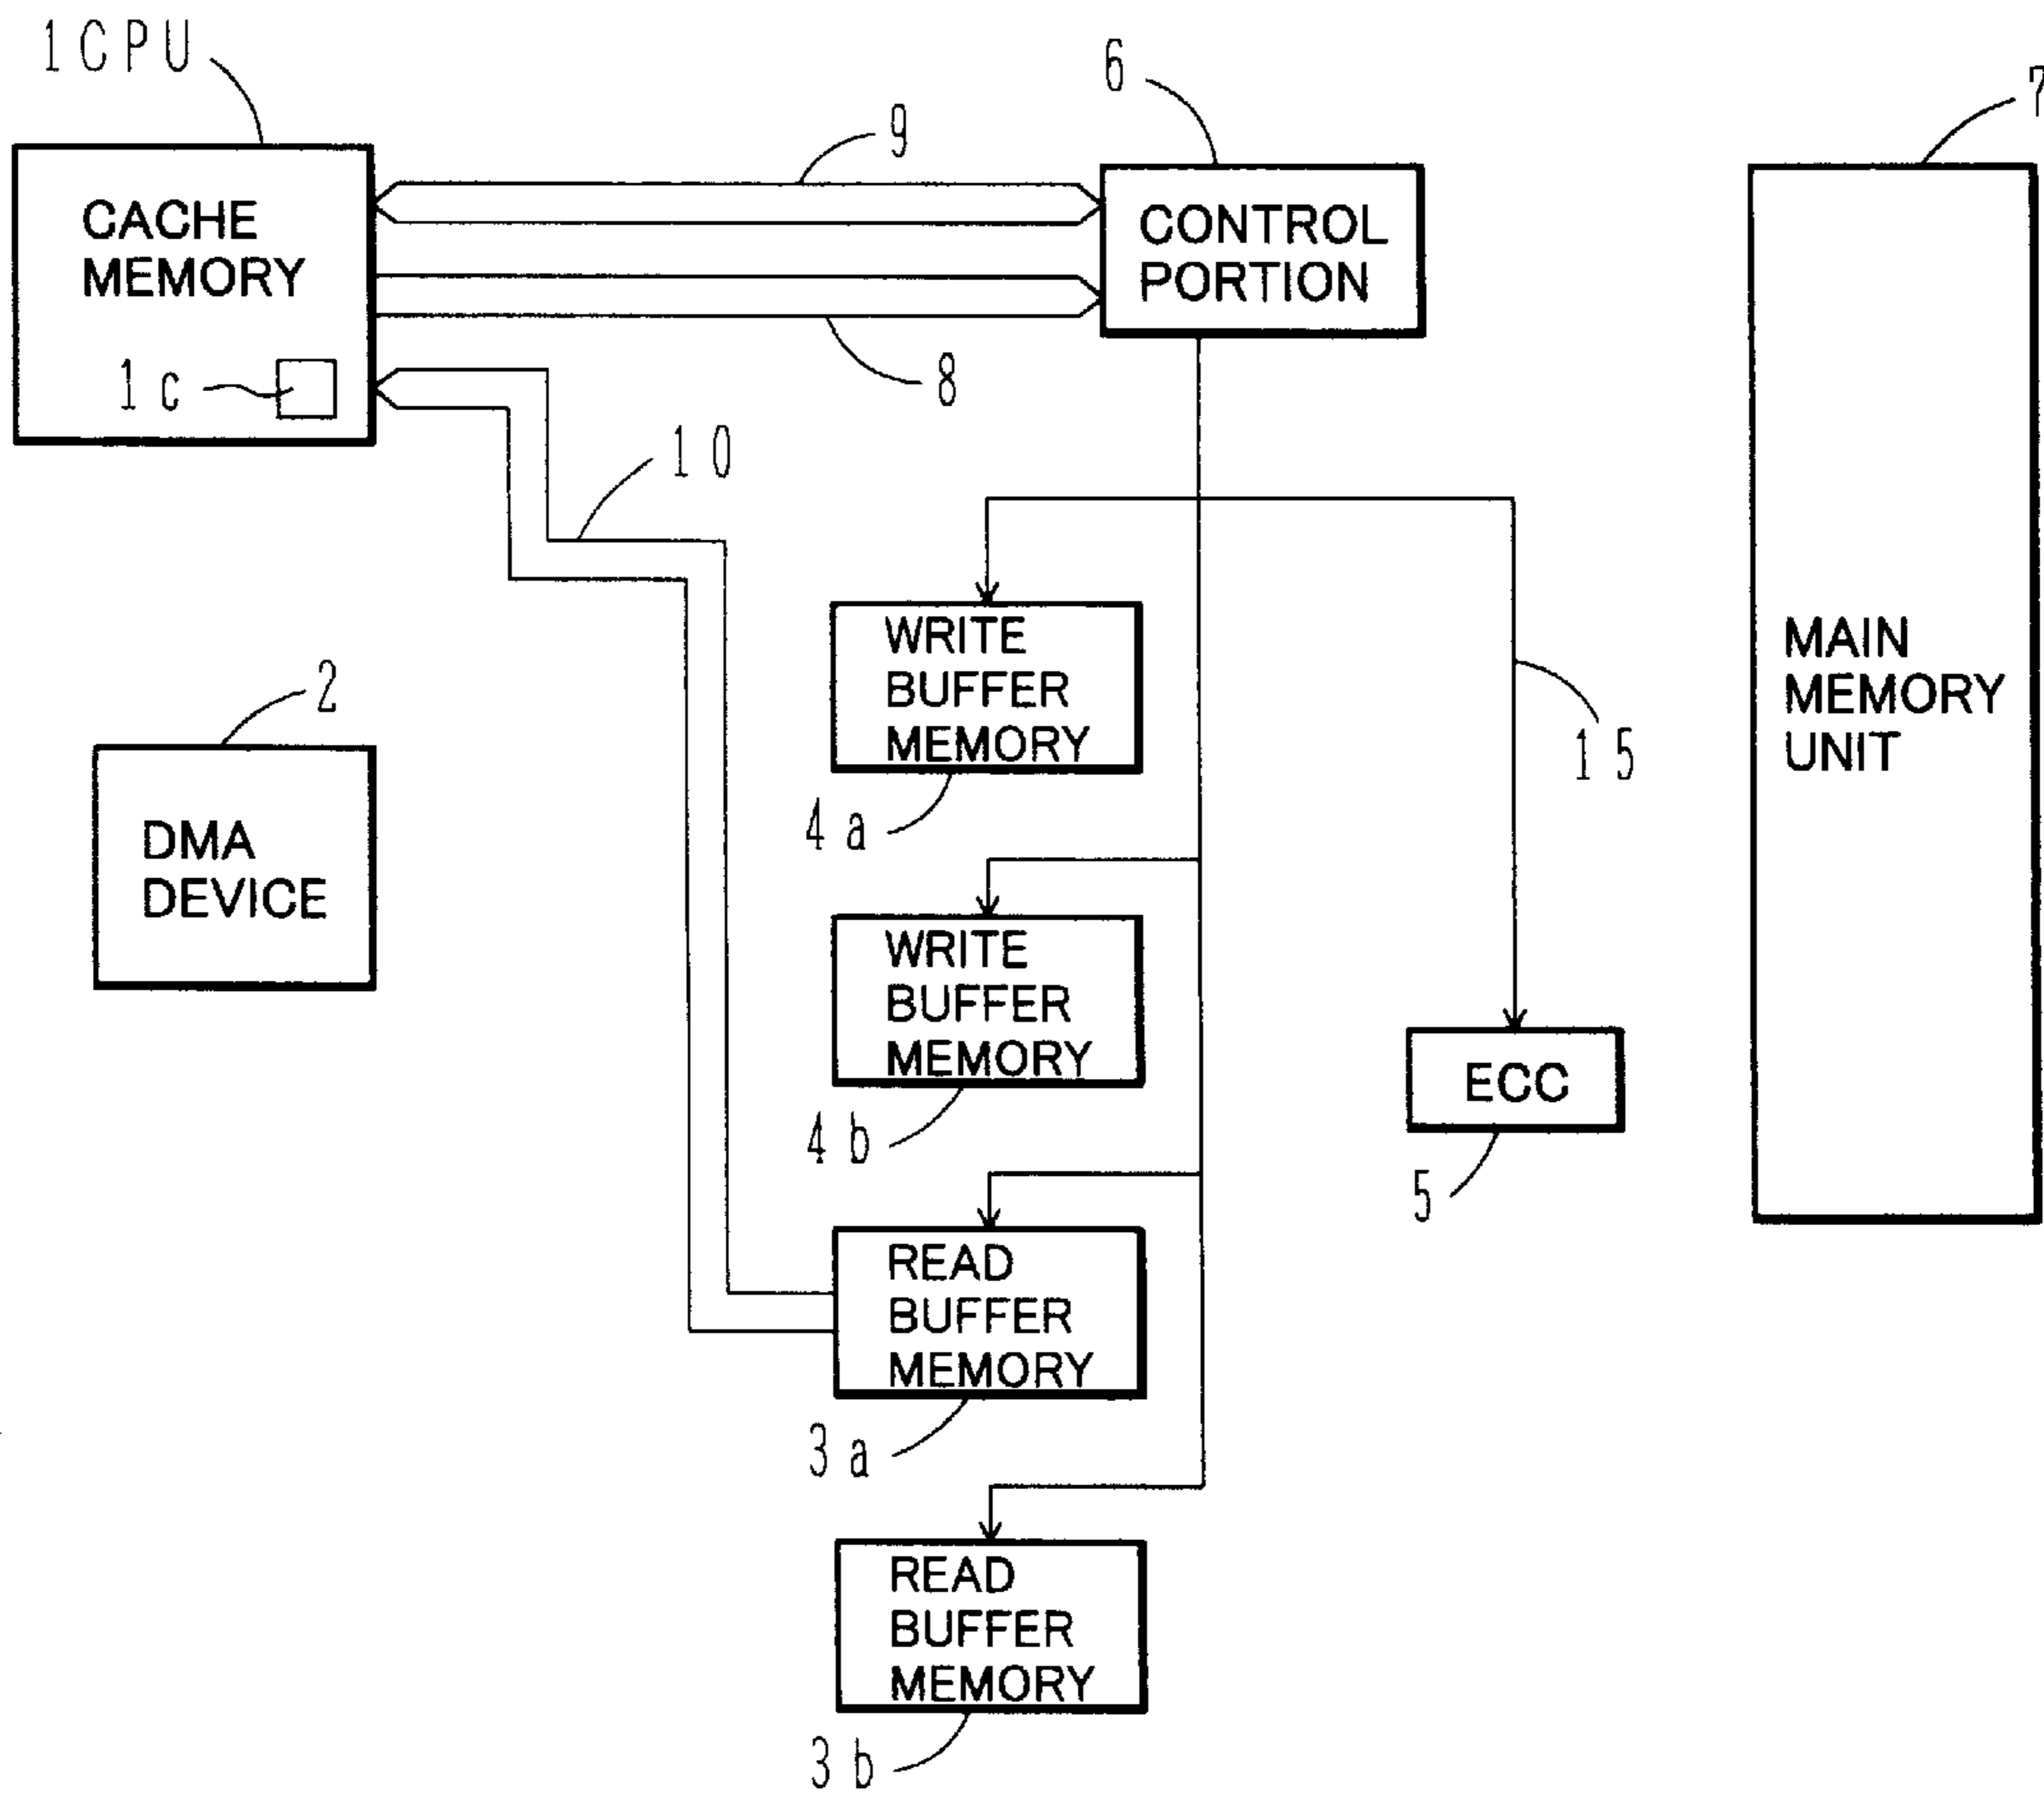 1CPU
6
7
9
CACHE
MEMORY
CONTROL
PORTION
1c
8
10
WRITE
BUFFER
MEMORY
MAIN
MEMORY
UNIT
2
15
4a
DMA
DEVICE
WRITE
BUFFER
MEMORY
ECC
4b
5
READ
BUFFER
MEMORY
3a
READ
BUFFER
MEMORY
3b